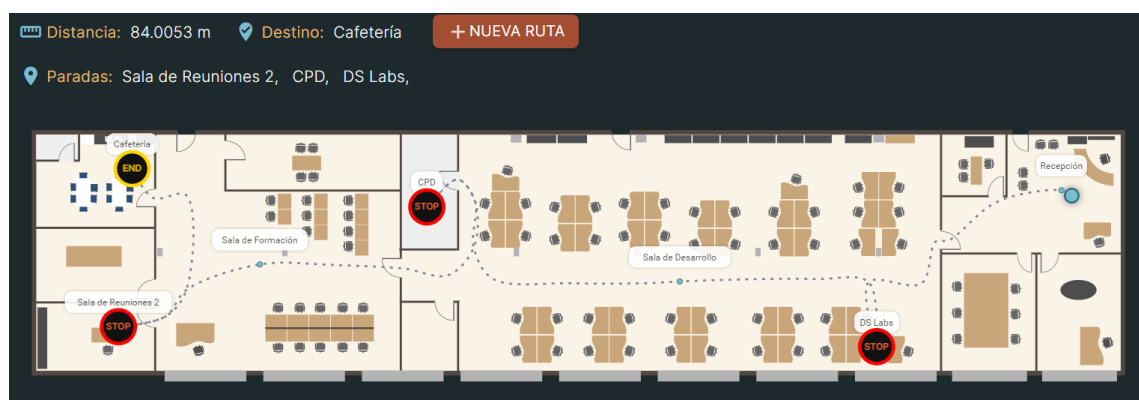 Distancia: 84.0053 m Destino: Cafetería + NUEVA RUTA
Paradas: Sala de Reuniones 2, CPD, DS Labs,
Cafetería
END
Recepción
CPD
STOP
Sala de Formación
Sala de Desarrollo
Sala de Reuniones 2
STOP
DS Labs
STOP